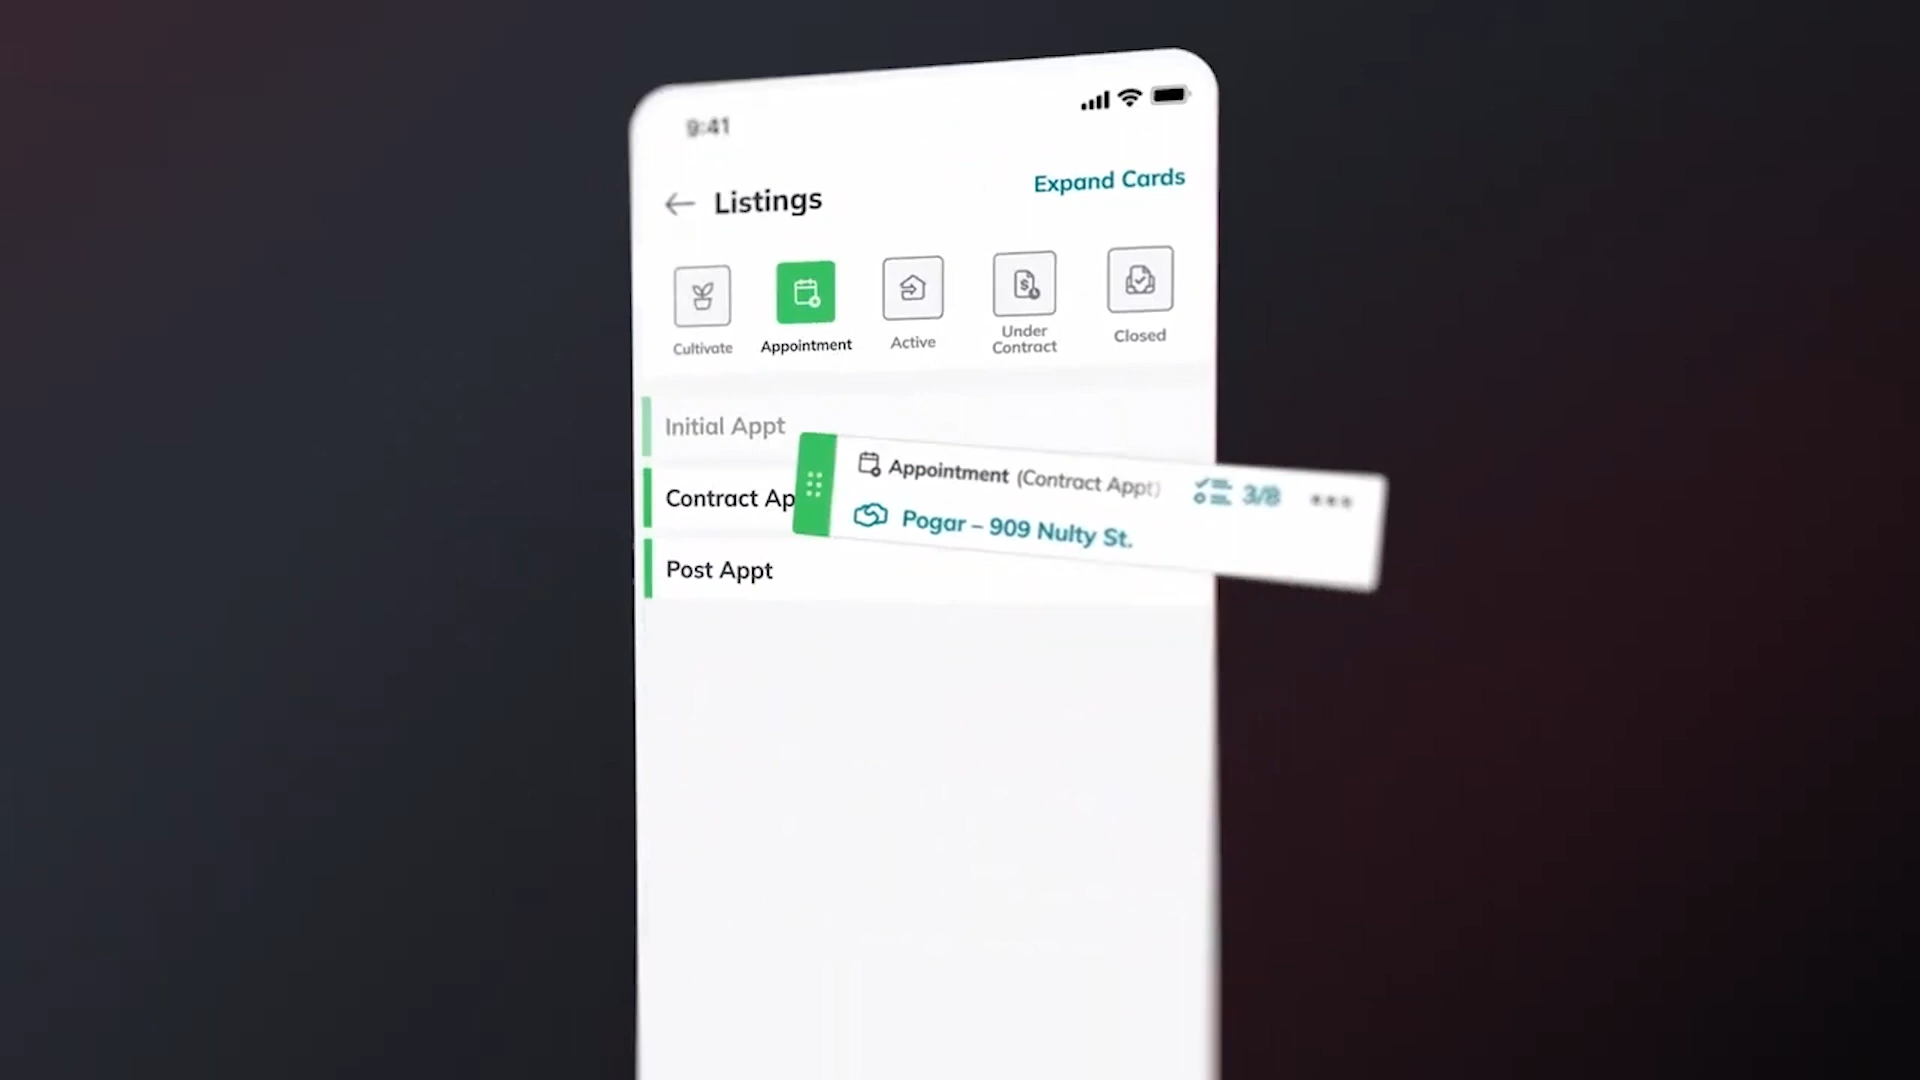 9:41
Expand Cards
Listings
Cultivate
Appointment
Active
Under
Contract
Closed
Initial Appt
Appointment (Contract Appt)
3/8
Contract Ap
Pogar – 909 Nulty St.
Post Appt